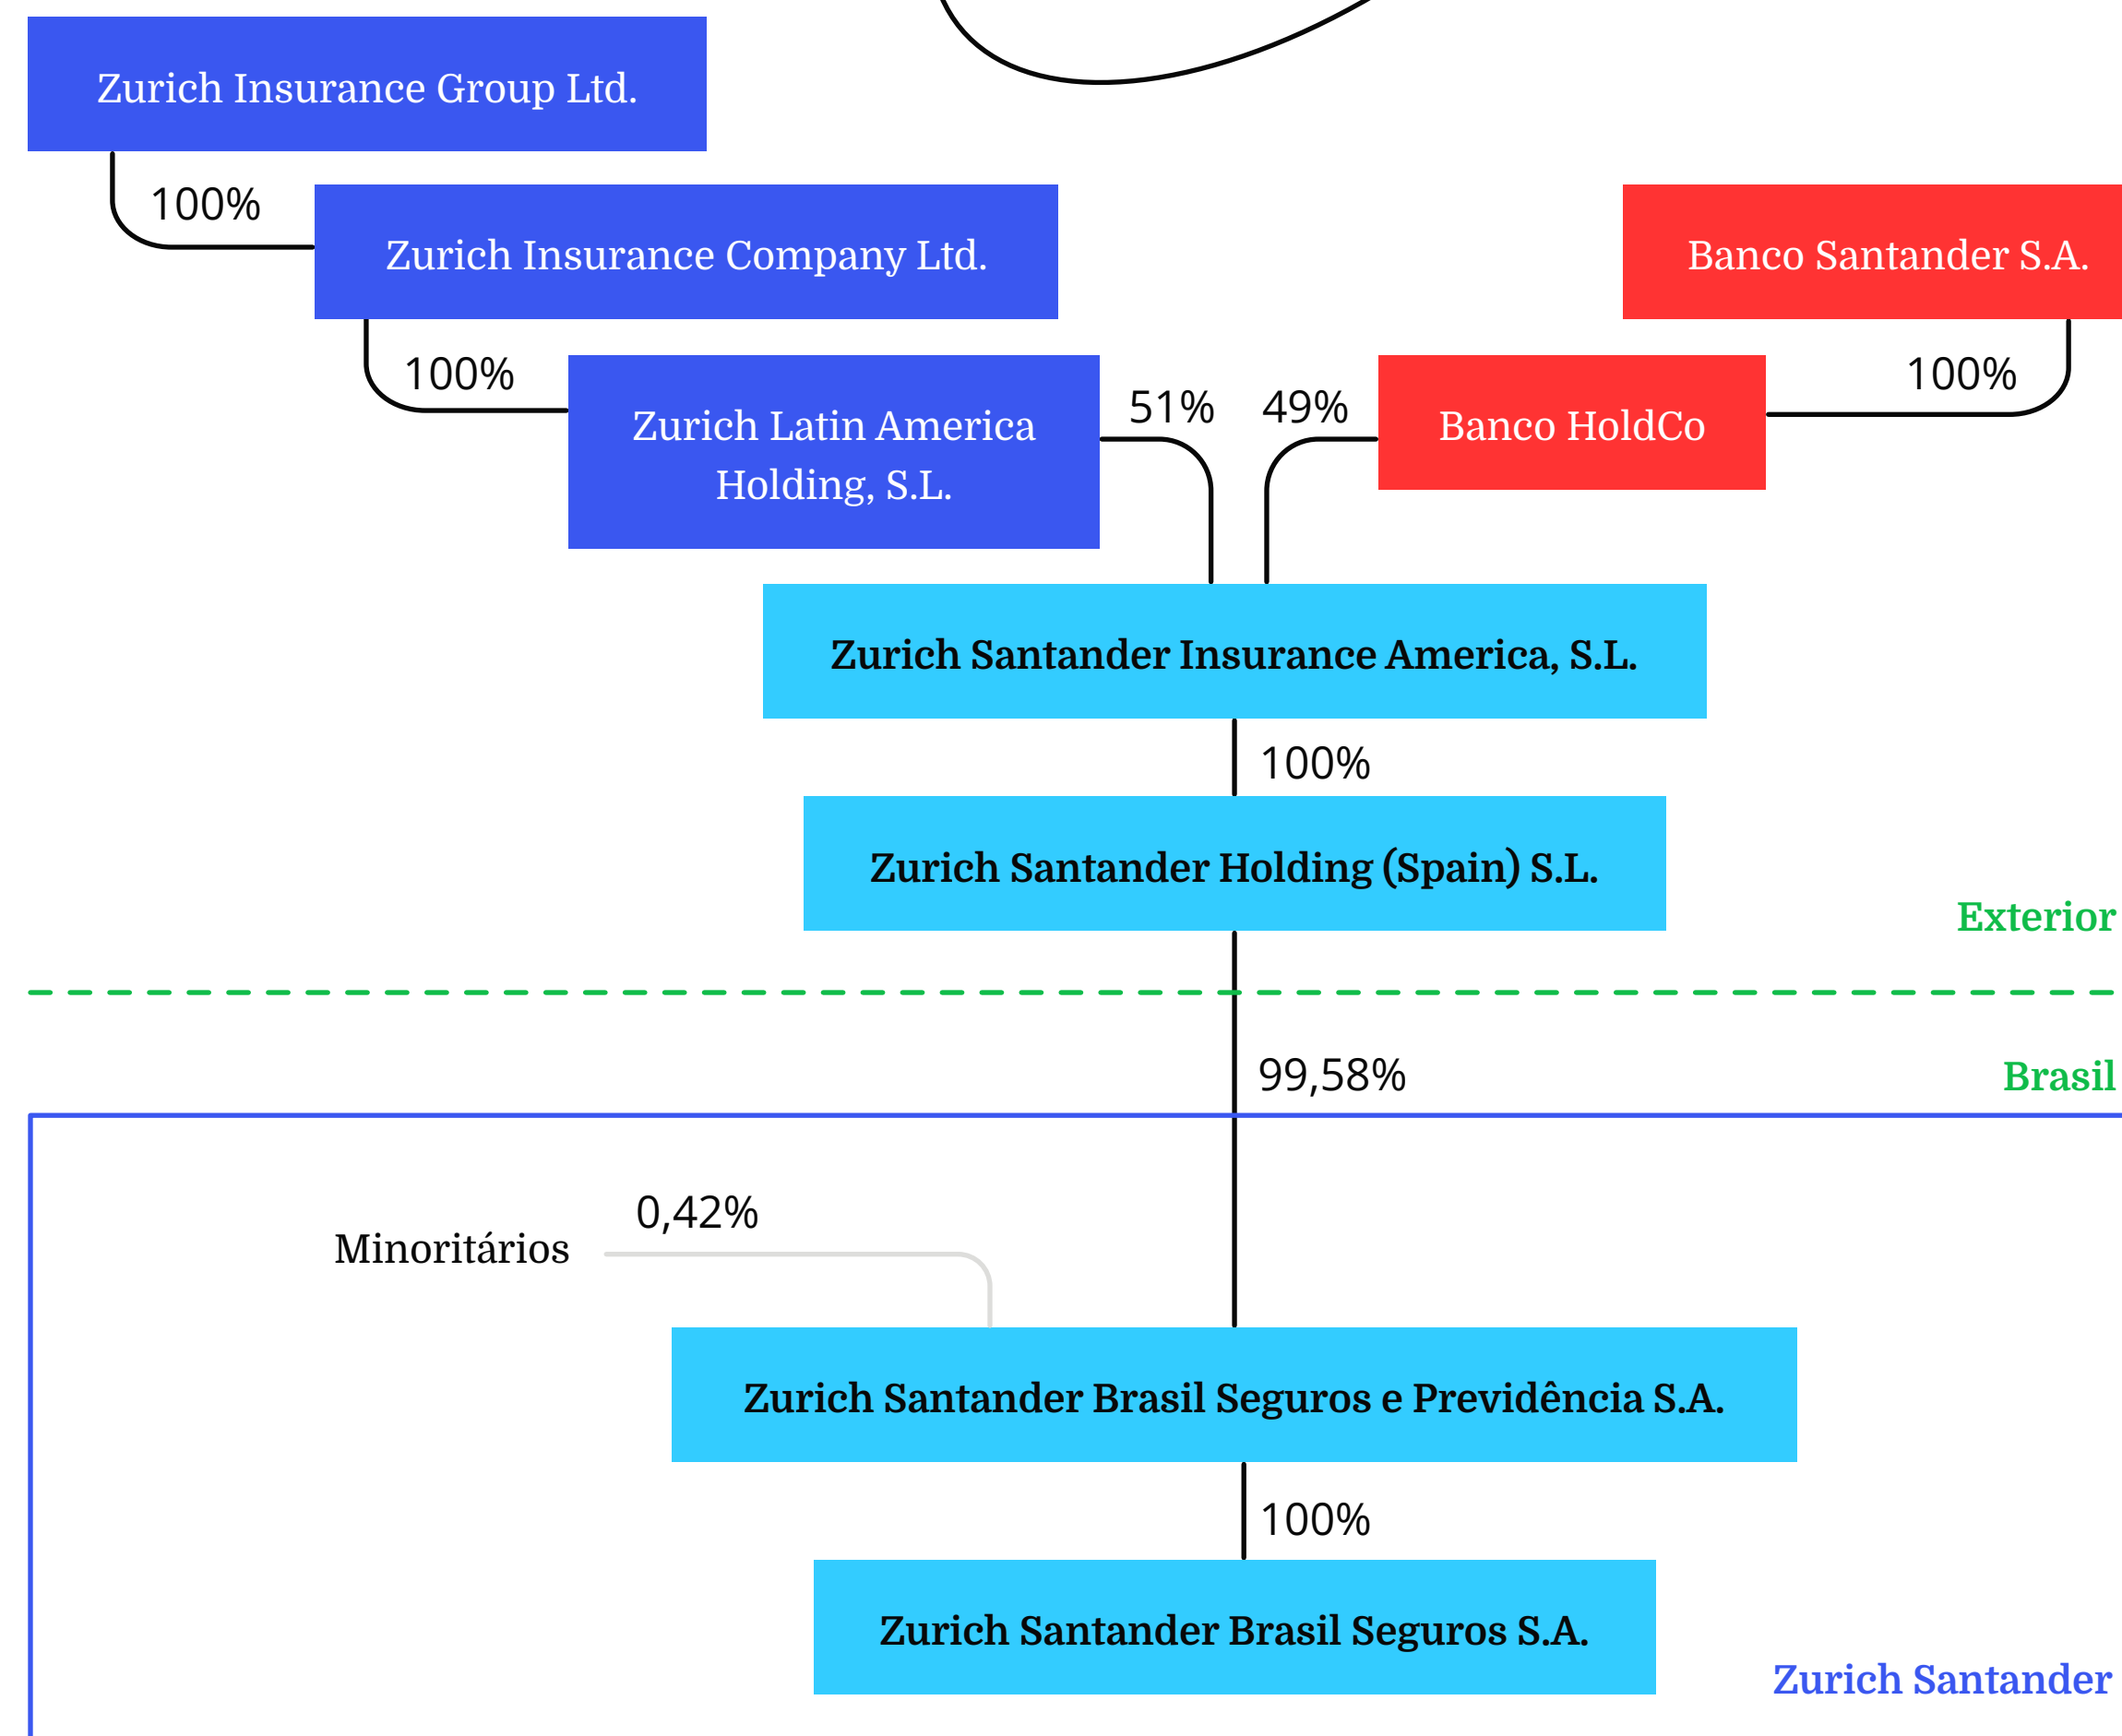 Zurich Insurance Group Ltd.
100%
Zurich Insurance Company Ltd.
Banco Santander S.A.
100%
100%
Zurich Latin America
Holding, S.L.
51%
49%
Banco HoldCo
Zurich Santander Insurance America, S.L.
100%
Zurich Santander Holding (Spain) S.L.
Exterior
99,58%
Brasil
0,42%
Minoritários
Zurich Santander Brasil Seguros e Previdência S.A.
100%
Zurich Santander Brasil Seguros S.A.
Zurich Santander